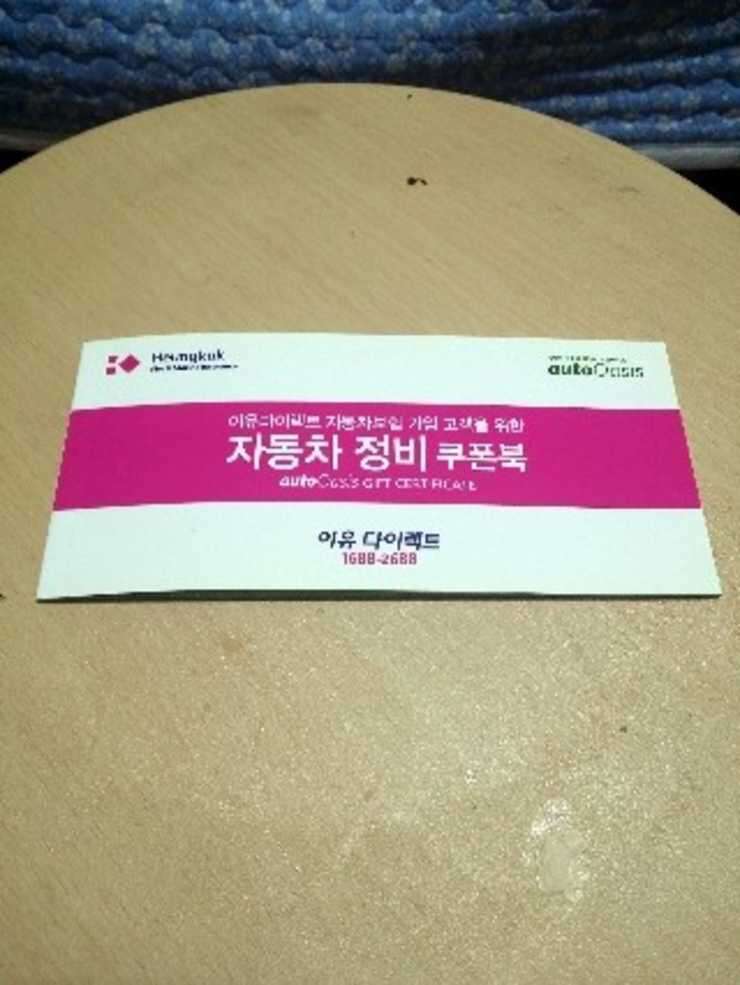 Heungkuk
autoOasis
이유다이렉트 자동차보험 가입 고객을 위한
자동차 정비 쿠폰북
autoOasis GIFT CERTIFICATE
이유 다이렉트
1688-2688